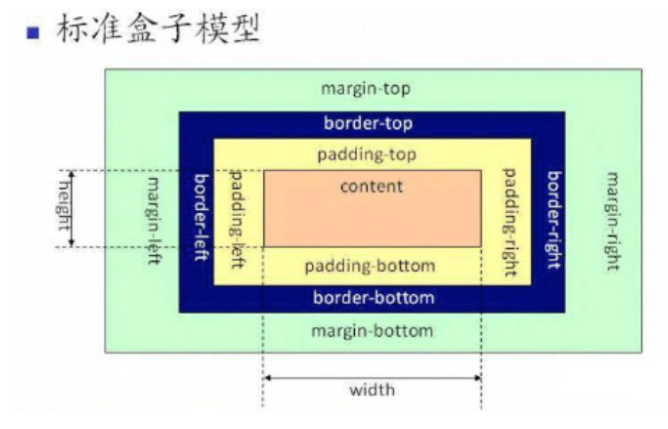 标准盒子模型
margin-top
border-top
padding-top
content
height
margin-left
border-left
padding-left
padding-right
border-right
margin-right
padding-bottom
border-bottom
margin-bottom
width